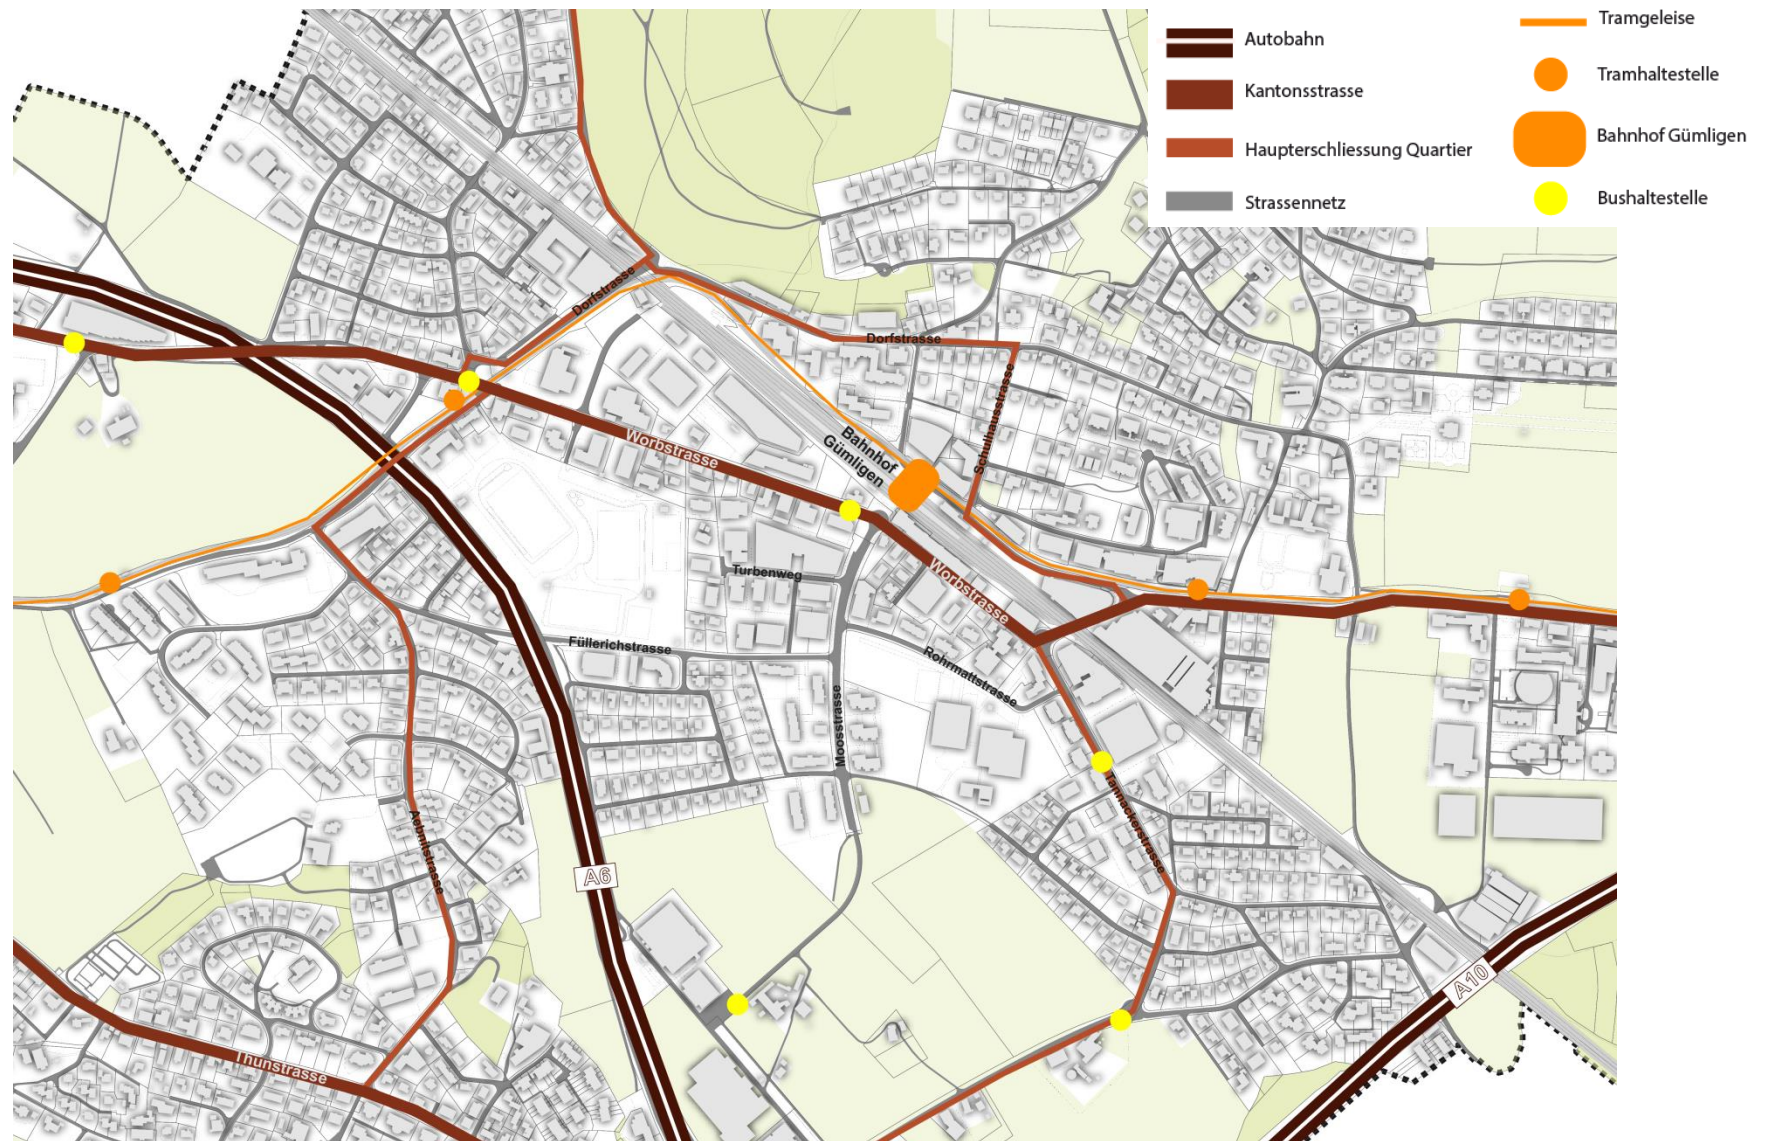 Autobahn
Kantonsstrasse
Haupterschliessung Quartier
Strassennetz
Tramgeleise
Tramhaltestelle
Bahnhof Gümligen
Bushaltestelle
Dorfstrasse
Dorfstrasse
Schulhausstrasse
Bahnhof
Gümligen
Worbstrasse
Turbenweg
Worbstrasse
Füllerichstrasse
Rohrmattstrasse
Moosstrasse
Tannackerstrasse
Aebnitstrasse
A6
A10
Thunstrasse